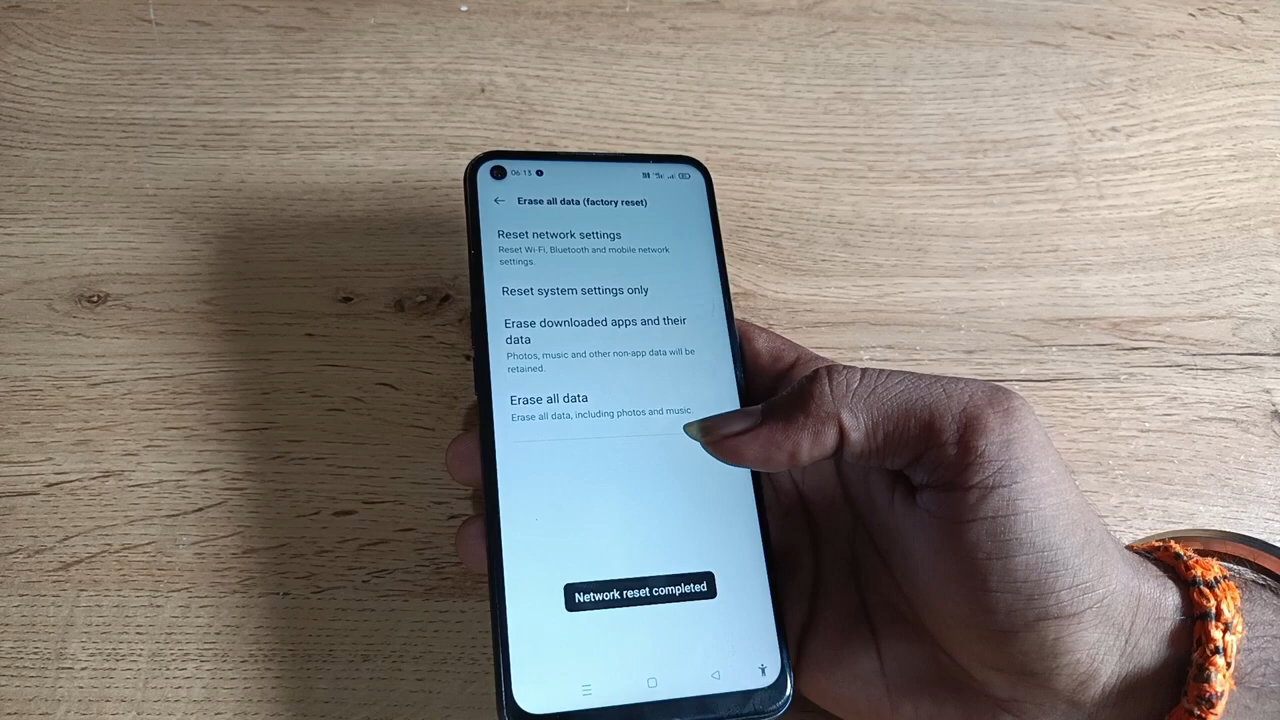 06:13
Erase all data (factory reset)
Reset network settings
Reset Wi-Fi, Bluetooth and mobile network
settings.
Reset system settings only
Erase downloaded apps and their
data
Photos, music and other non-app data will be
retained.
Erase all data
Erase all data, including photos and music.
Network reset completed